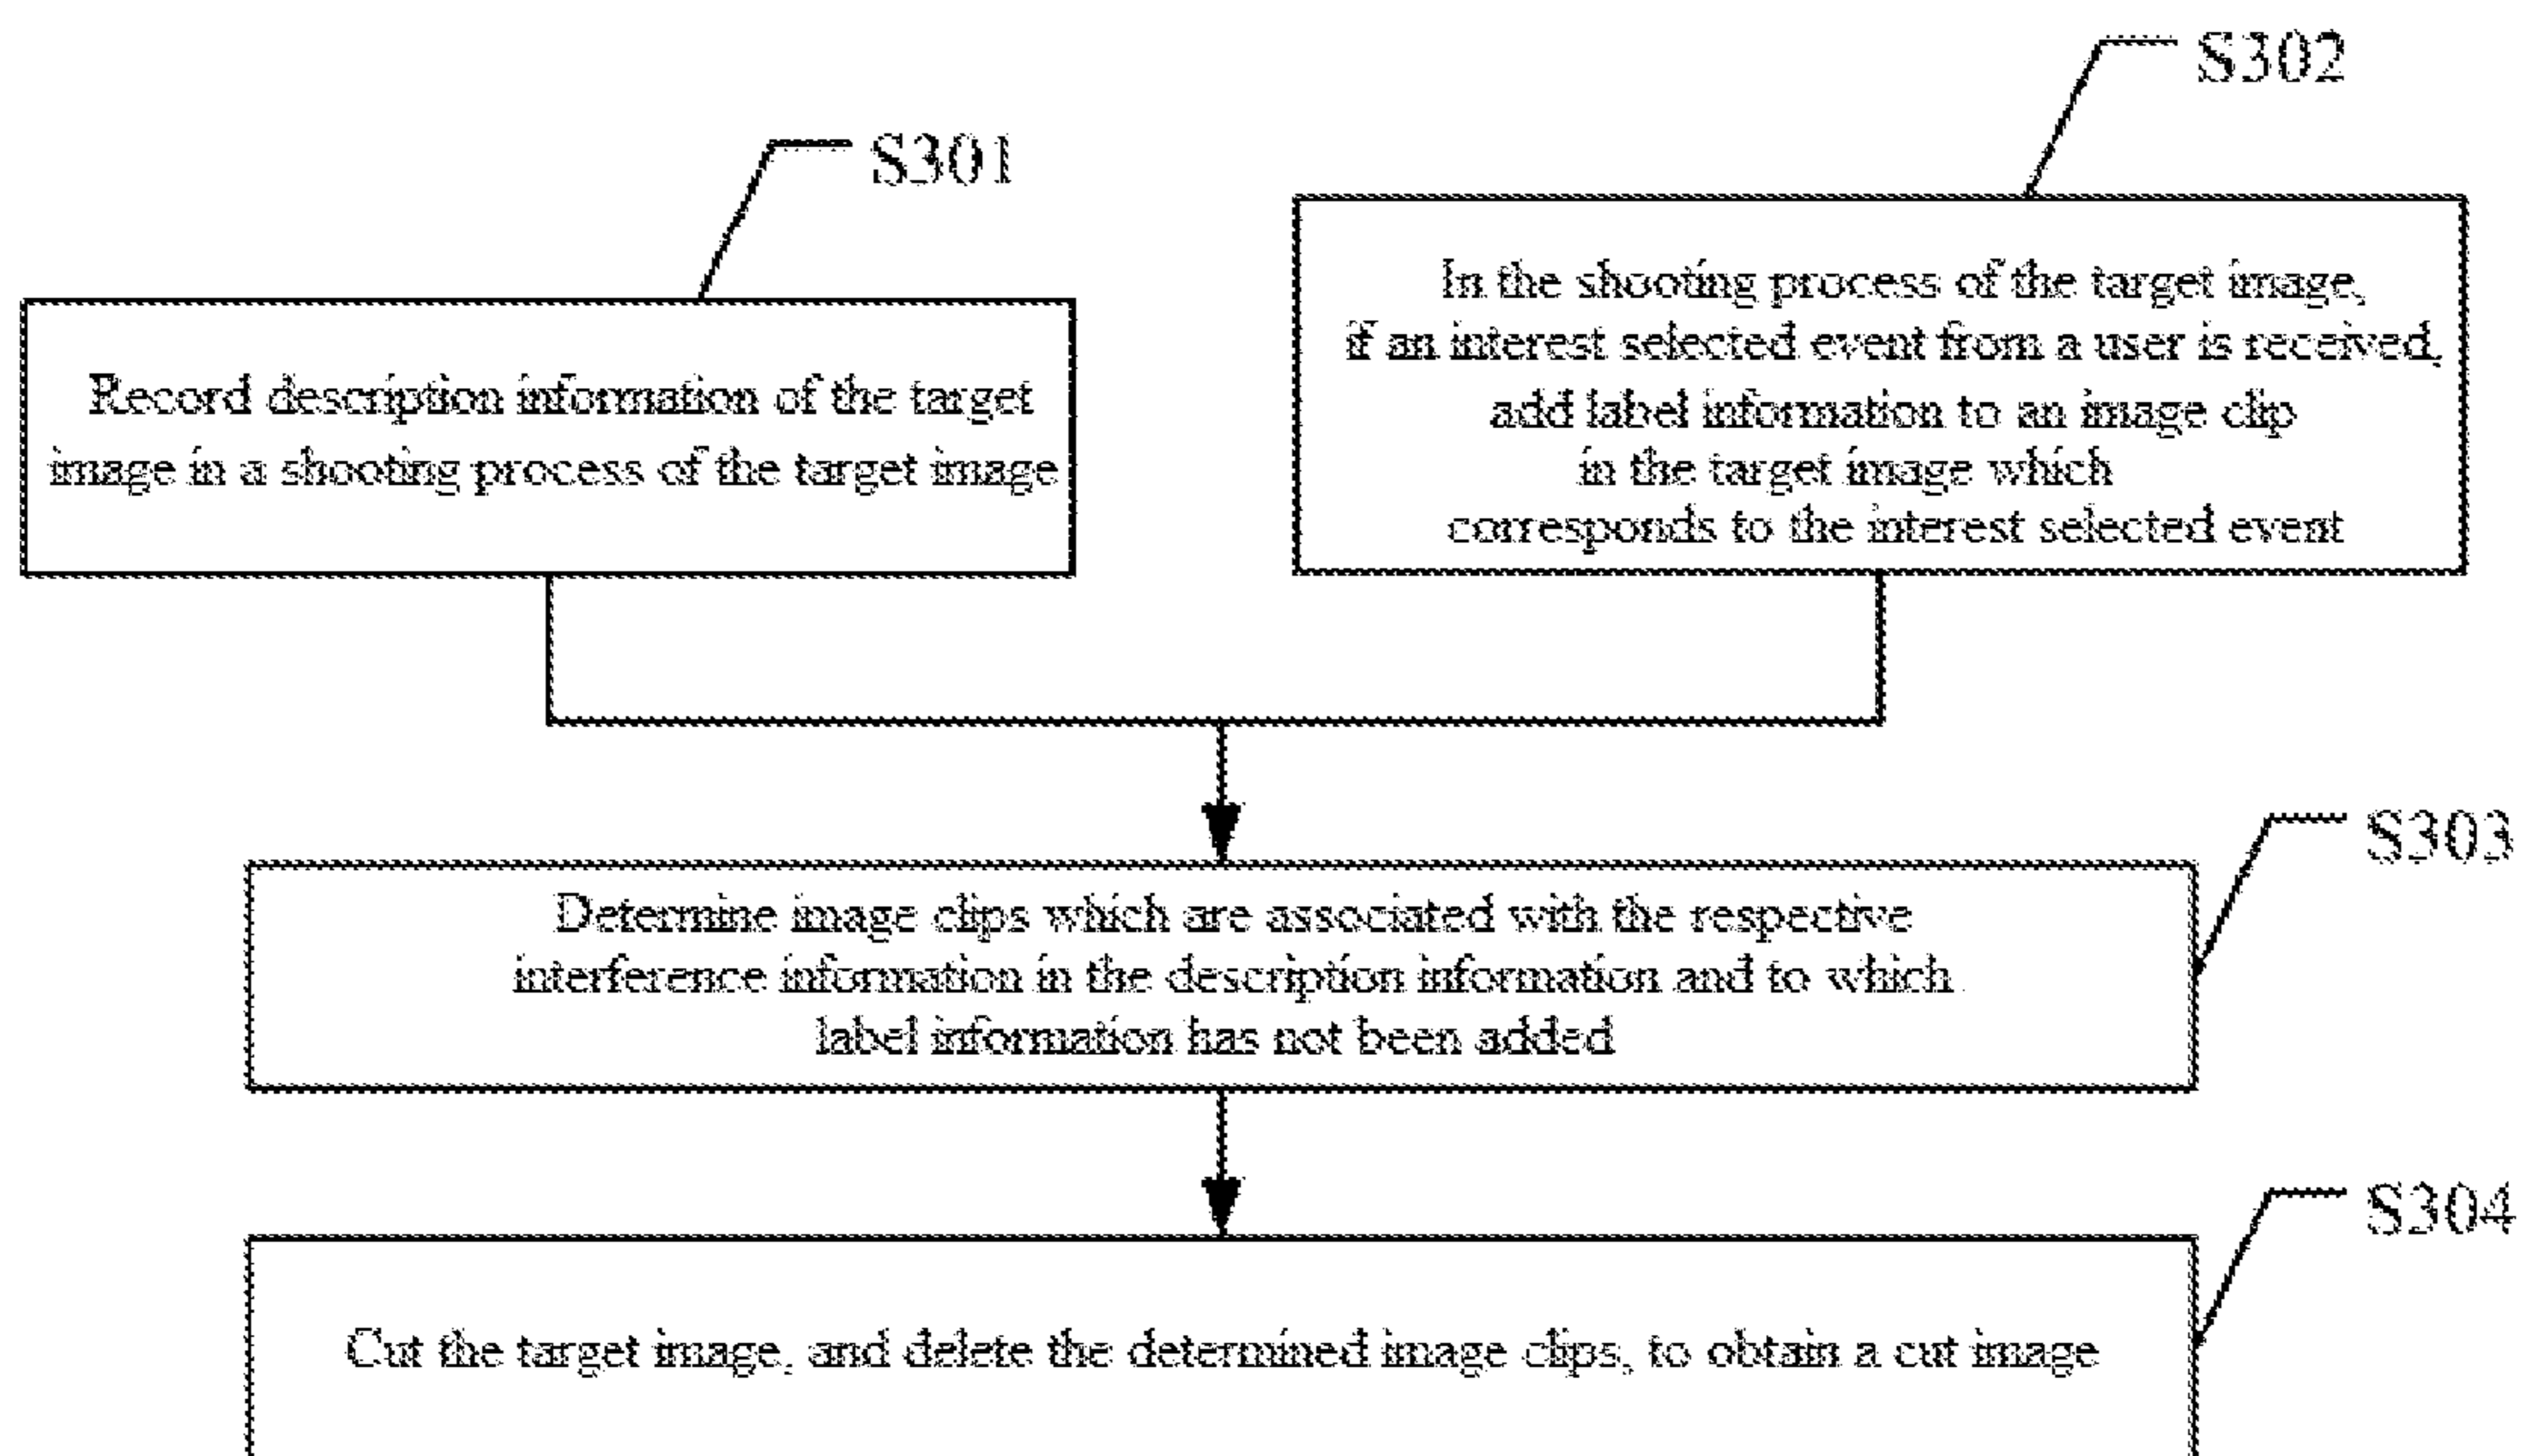 S301
Record description information of the target
image in a shooting process of the target image
S302
In the shooting process of the target image,
if an interest selected event from a user is received,
add label information to an image clip
in the target image which
corresponds to the interest selected event
S303
Determine image clips which are associated with the respective
interference information in the description information and to which
label information has not been added
S304
Cut the target image, and delete the determined image clips, to obtain a cut image